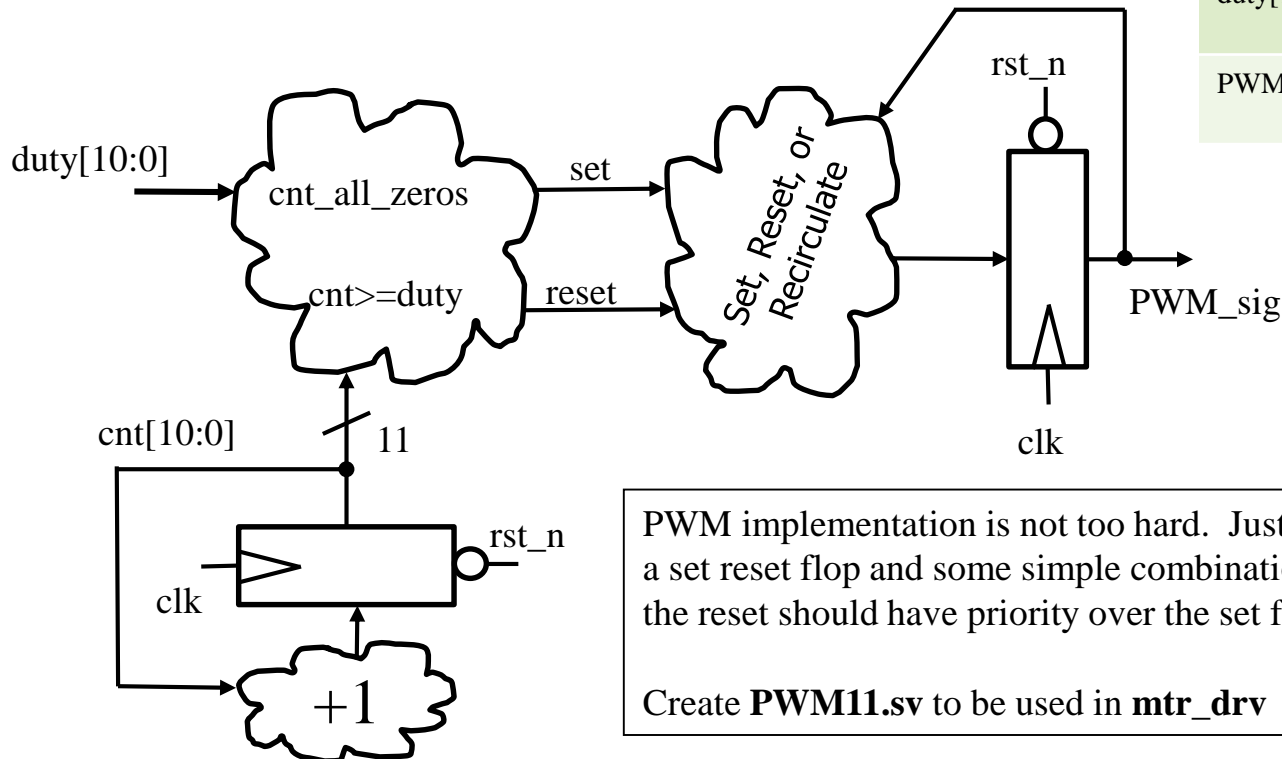 duty[
PWM
rst_n
duty[10:0]
cnt_all_zeros
set
Set, Reset, or
Recirculate
cnt>=duty
reset
PWM_sig
cnt[10:0]
11
clk
rst_n
clk
+1
PWM implementation is not too hard. Just
a set reset flop and some simple combinati
the reset should have priority over the set f
Create PWM11.sv to be used in mtr_drv